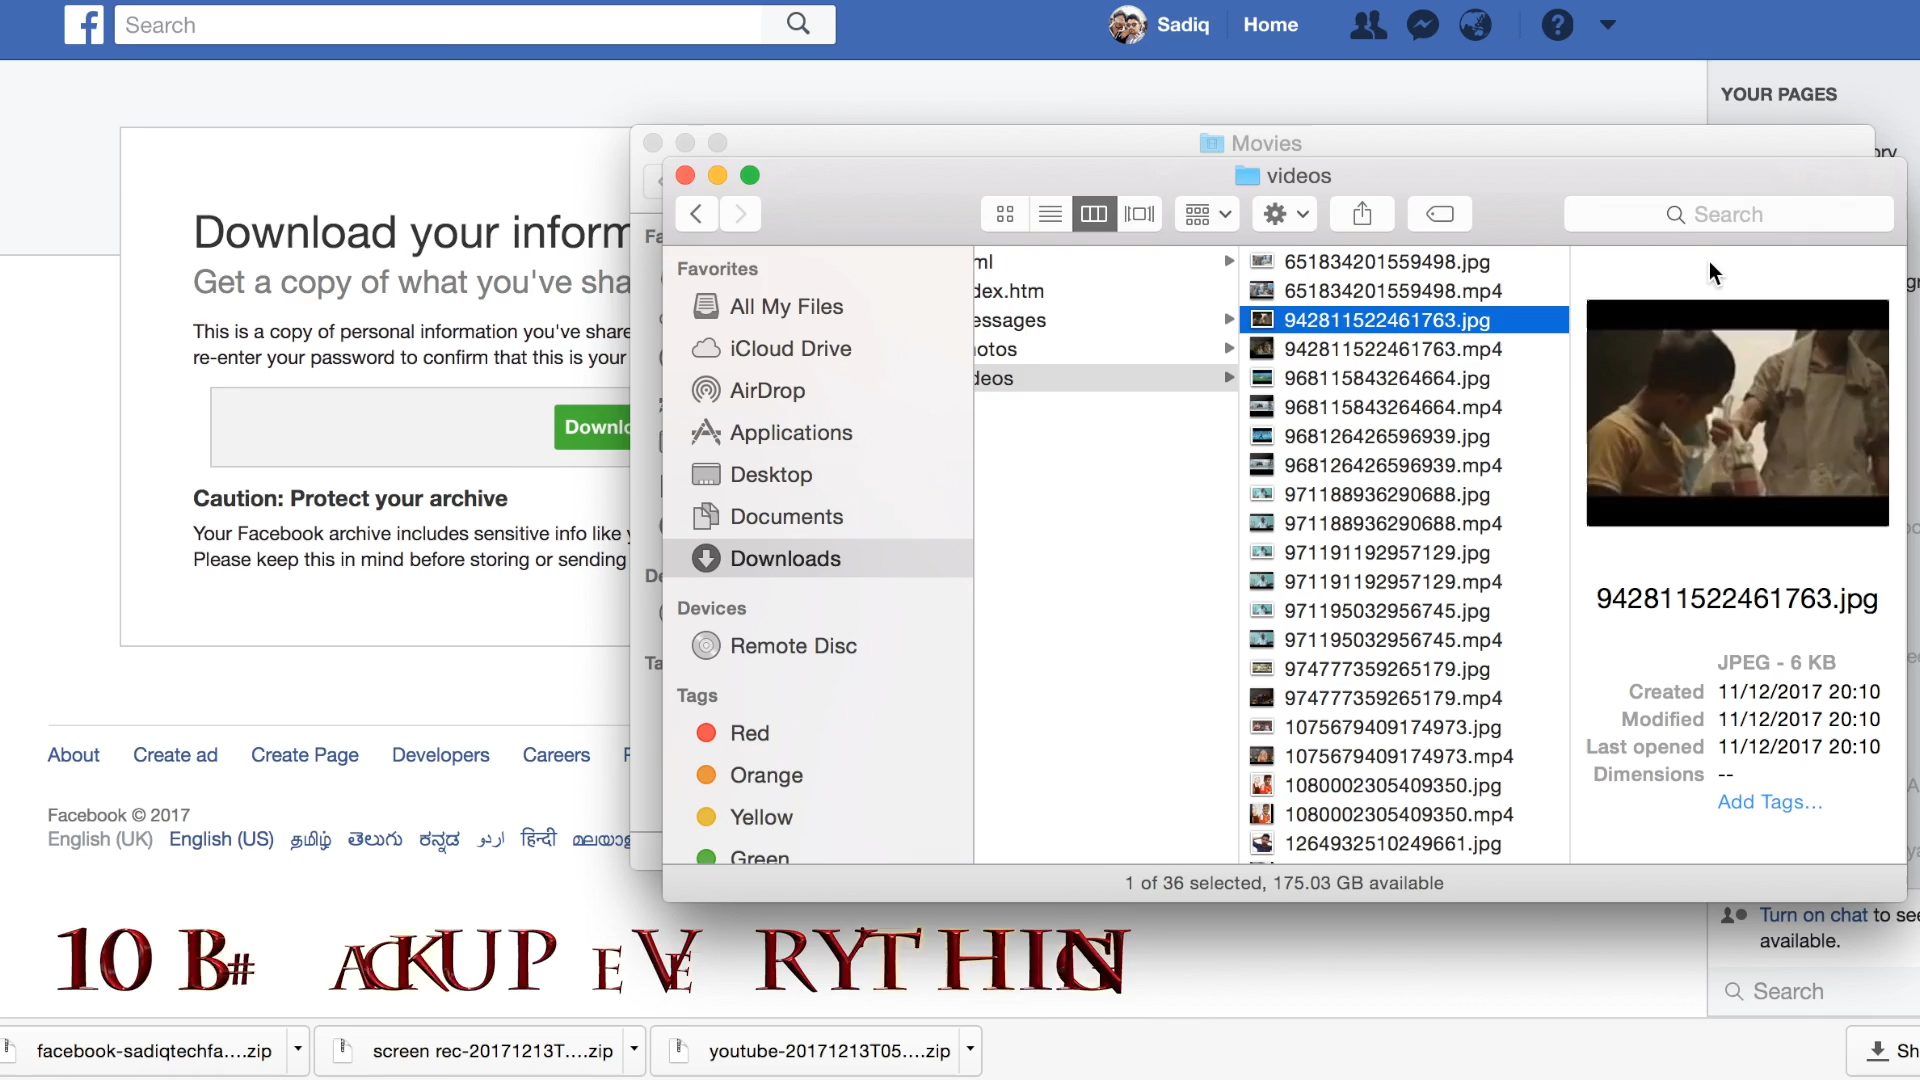 Search
Sadiq
Home
YOUR PAGES
Movies
videos
Search
Download your inform
Get a copy of what you've sha
This is a copy of personal information you've share
re-enter your password to confirm that this is your
Downlo
Caution: Protect your archive
Your Facebook archive includes sensitive info like
Please keep this in mind before storing or sending
Favorites
All My Files
iCloud Drive
AirDrop
Applications
Desktop
Documents
Downloads
Devices
Remote Disc
Tags
Red
Orange
Yellow
Green
ml
dex.htm
essages
otos
deos
651834201559498.jpg
651834201559498.mp4
942811522461763.jpg
942811522461763.mp4
968115843264664.jpg
968115843264664.mp4
968126426596939.jpg
968126426596939.mp4
971188936290688.jpg
971188936290688.mp4
971191192957129.jpg
971191192957129.mp4
971195032956745.jpg
971195032956745.mp4
974777359265179.jpg
974777359265179.mp4
1075679409174973.jpg
1075679409174973.mp4
1080002305409350.jpg
1080002305409350.mp4
1264932510249661.jpg
942811522461763.jpg
JPEG - 6 KB
Created 11/12/2017 20:10
Modified 11/12/2017 20:10
Last opened 11/12/2017 20:10
Dimensions --
Add Tags...
1 of 36 selected, 175.03 GB available
About Create ad Create Page Developers Careers
Facebook © 2017
English (UK) English (US) தமிழ் తెలుగు ಕನ್ನಡ اردو हिन्दी
Turn on chat to see
available.
Search
10 B# ACKUP EVERYTHING
facebook-sadiqtechfa....zip
screen rec-20171213T....zip
youtube-20171213T05....zip
Sh